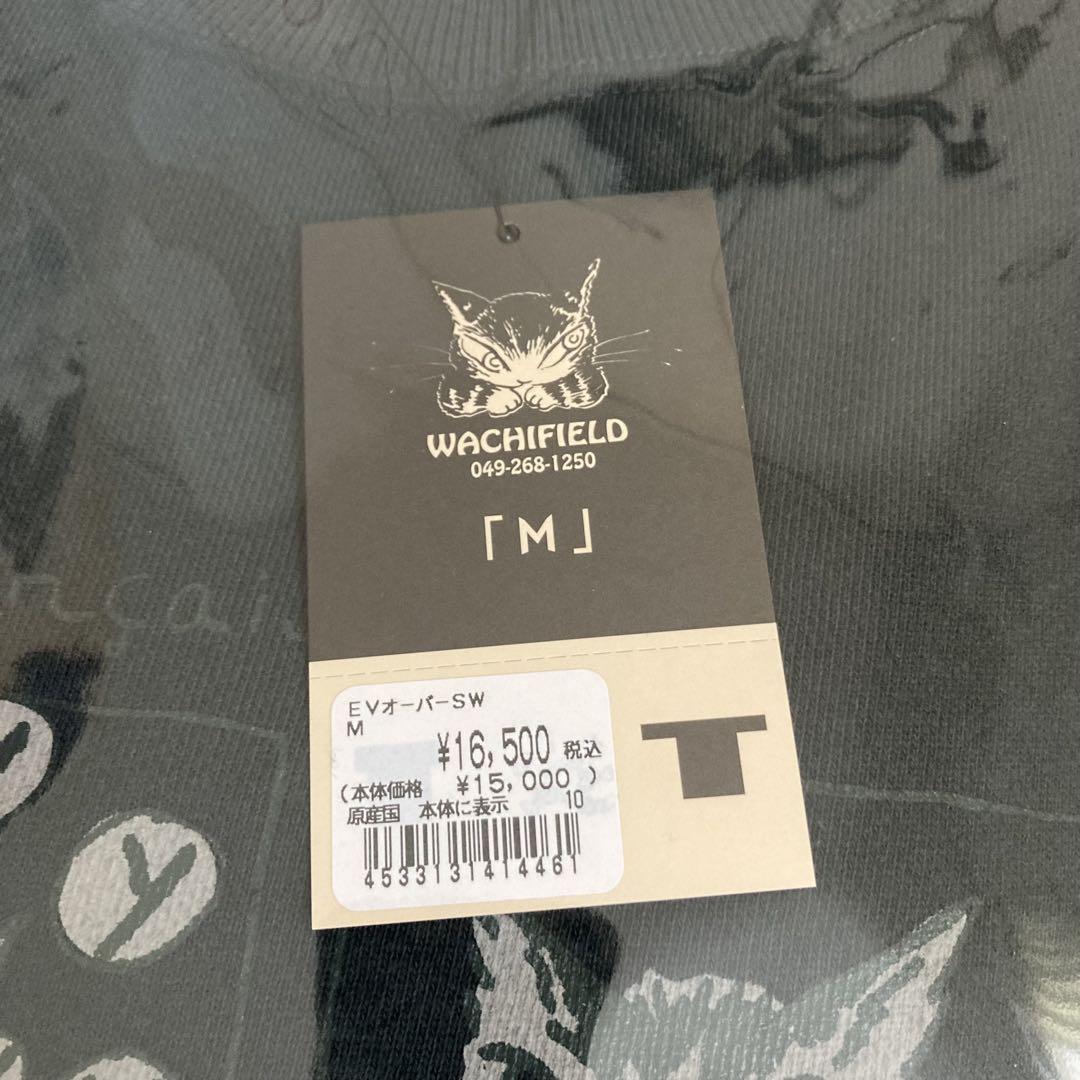 WACHIFIELD
049-268-1250
「M」
EVオーバーSW
M
¥16,500 税込
(本体価格 ¥15,000 )
原産国 本体に表示 10
4533131414461
ncai
y
y